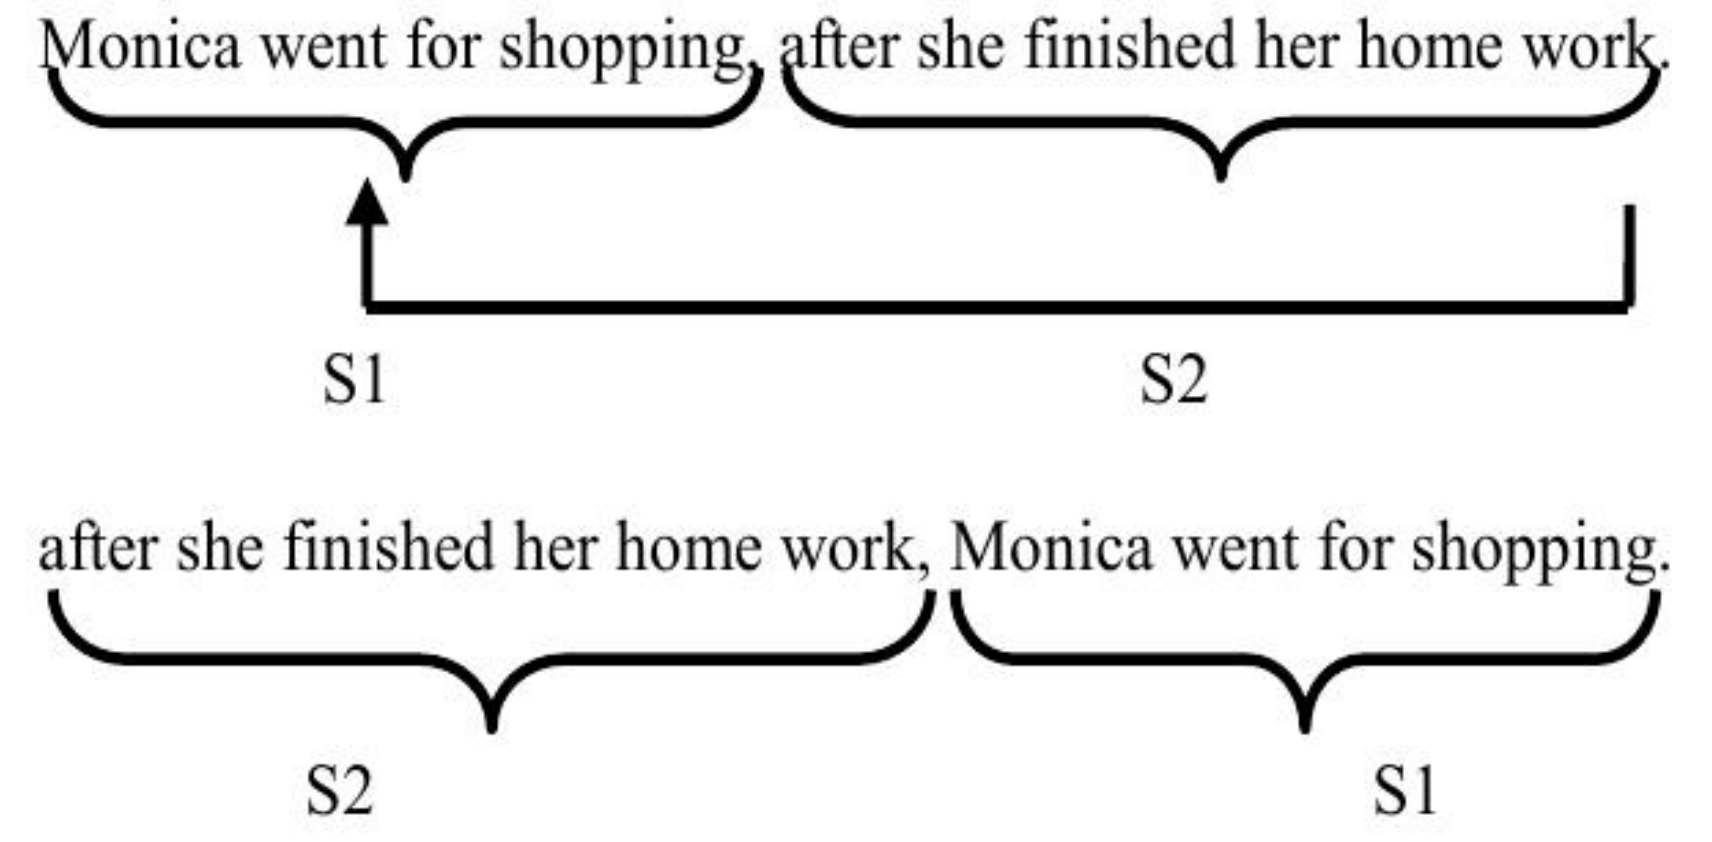 Monica went for shopping, after she finished her home work.
S1 S2
after she finished her home work, Monica went for shopping.
S2 S1